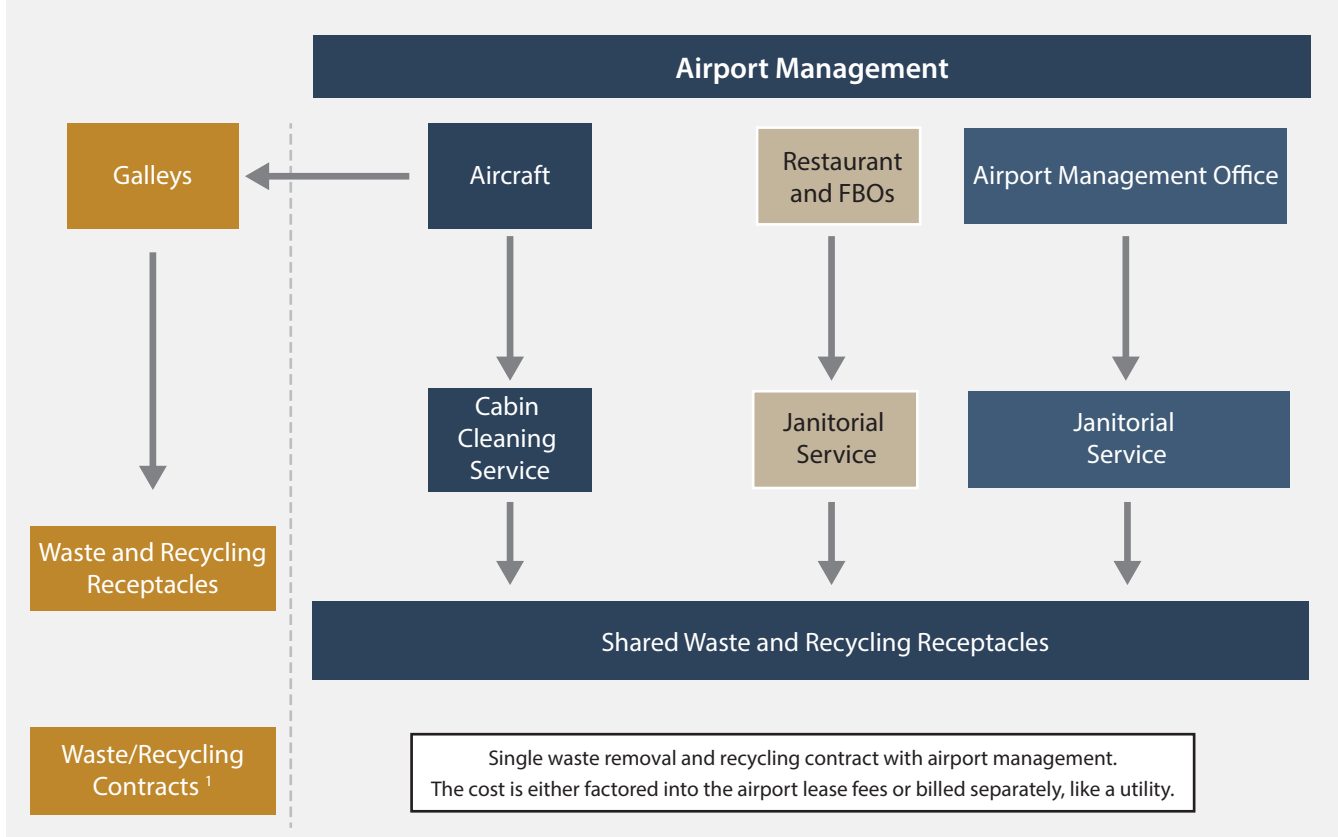 Airport Management
Galleys
Aircraft
Restaurant
and FBOs
Airport Management Office
Cabin
Cleaning
Service
Janitorial
Service
Janitorial
Service
Waste and Recycling
Receptacles
Shared Waste and Recycling Receptacles
Waste/Recycling
Contracts ¹
Single waste removal and recycling contract with airport management.
The cost is either factored into the airport lease fees or billed separately, like a utility.